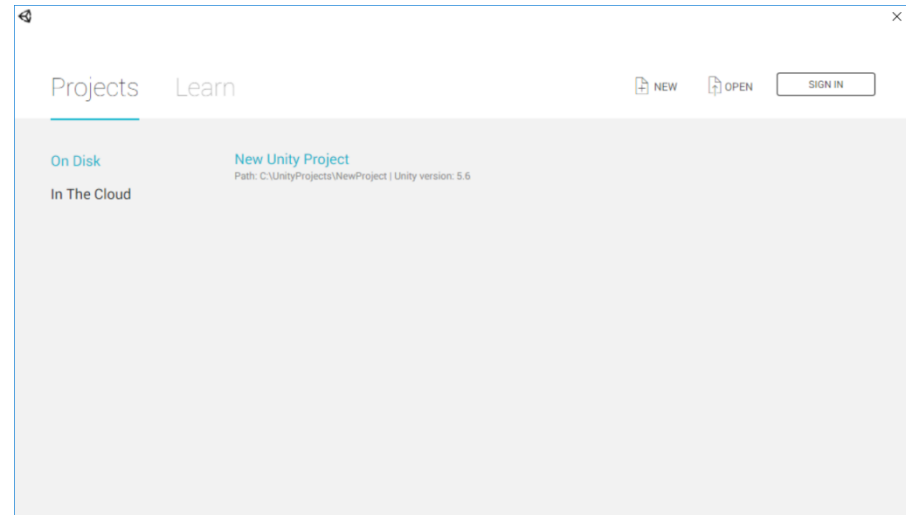 Projects Learn NEW OPEN SIGN IN
On Disk
In The Cloud
New Unity Project
Path: C:\UnityProjects\NewProject | Unity version: 5.6